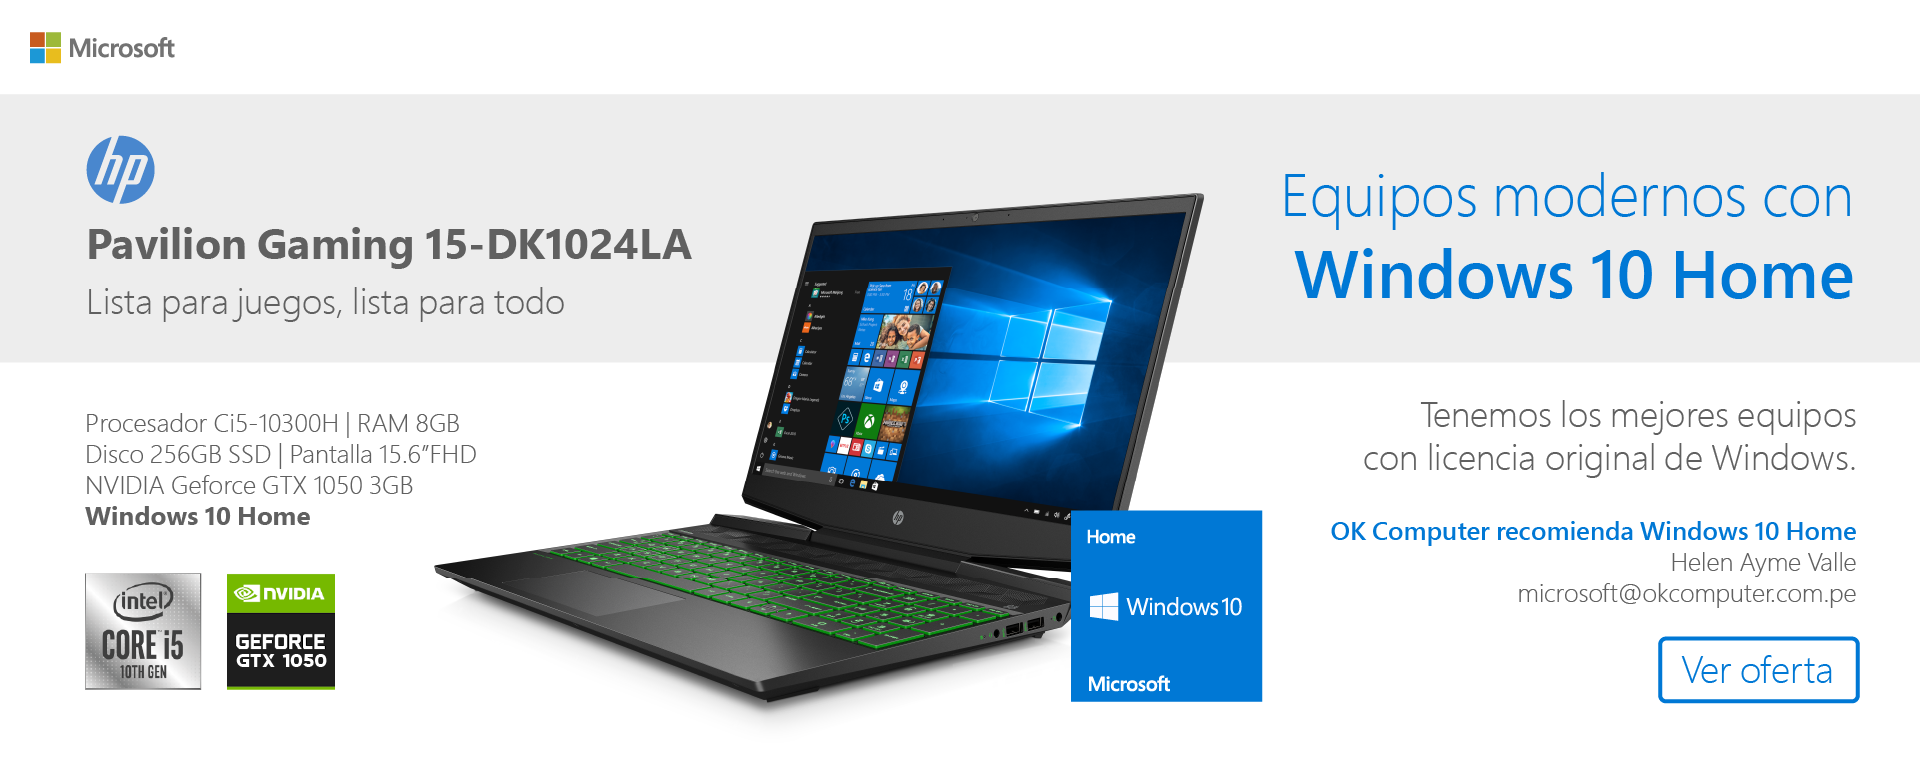 Microsoft
hp
Pavilion Gaming 15-DK1024LA
Lista para juegos, lista para todo
Procesador Ci5-10300H | RAM 8GB
Disco 256GB SSD | Pantalla 15.6”FHD
NVIDIA Geforce GTX 1050 3GB
Windows 10 Home
intel
CORE i5
10TH GEN
NVIDIA
GEFORCE
GTX 1050
hp
Home
Windows 10
Microsoft
Equipos modernos con
Windows 10 Home
Tenemos los mejores equipos
con licencia original de Windows.
OK Computer recomienda Windows 10 Home
Helen Ayme Valle
microsoft@okcomputer.com.pe
Ver oferta